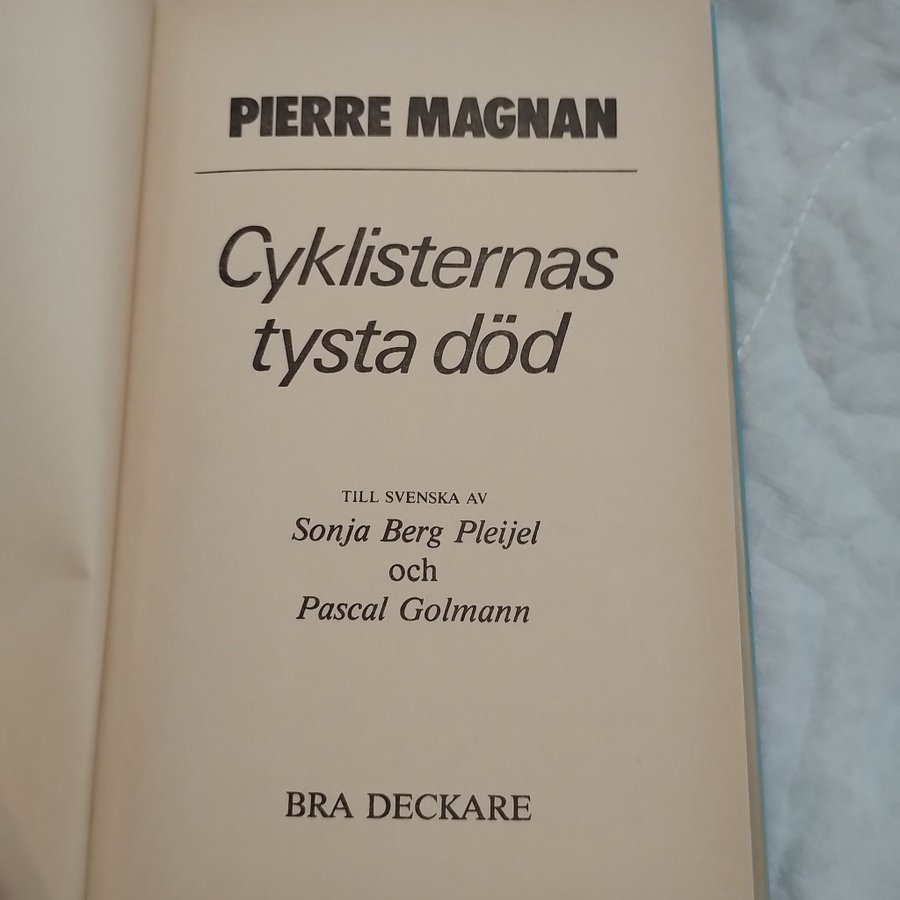 PIERRE MAGNAN
Cyklisternas
tysta död
TILL SVENSKA AV
Sonja Berg Pleijel
och
Pascal Golmann
BRA DECKARE